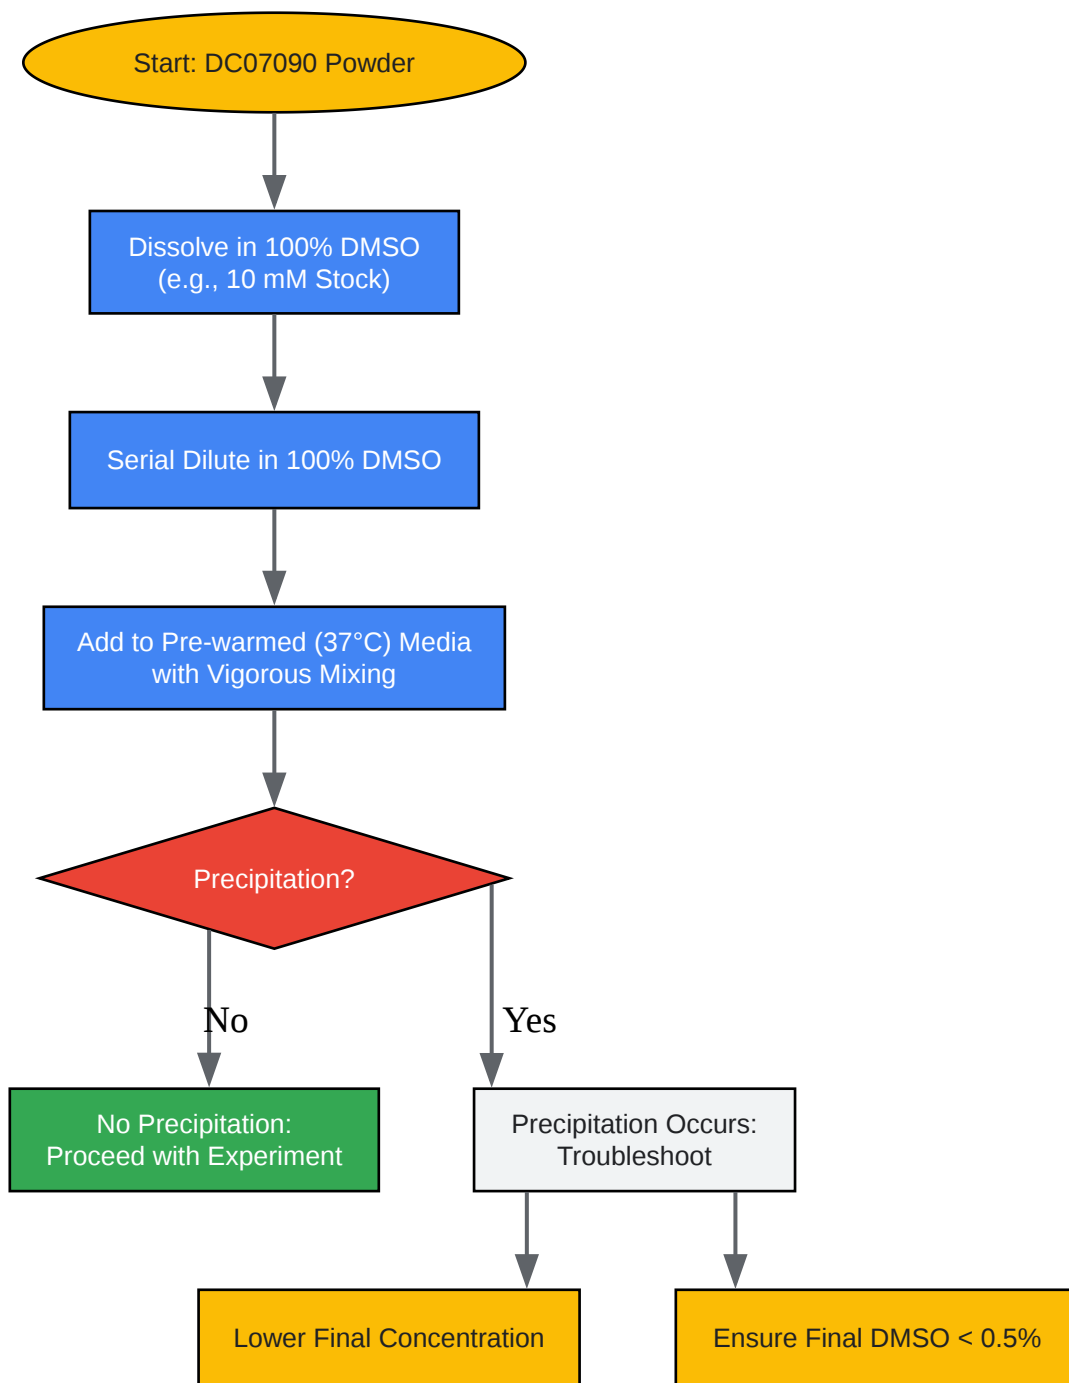 Start: DC07090 Powder
Dissolve in 100% DMSO
(e.g., 10 mM Stock)
Serial Dilute in 100% DMSO
Add to Pre-warmed (37°C) Media
with Vigorous Mixing
Precipitation?
No
Yes
No Precipitation:
Proceed with Experiment
Precipitation Occurs:
Troubleshoot
Lower Final Concentration
Ensure Final DMSO < 0.5%